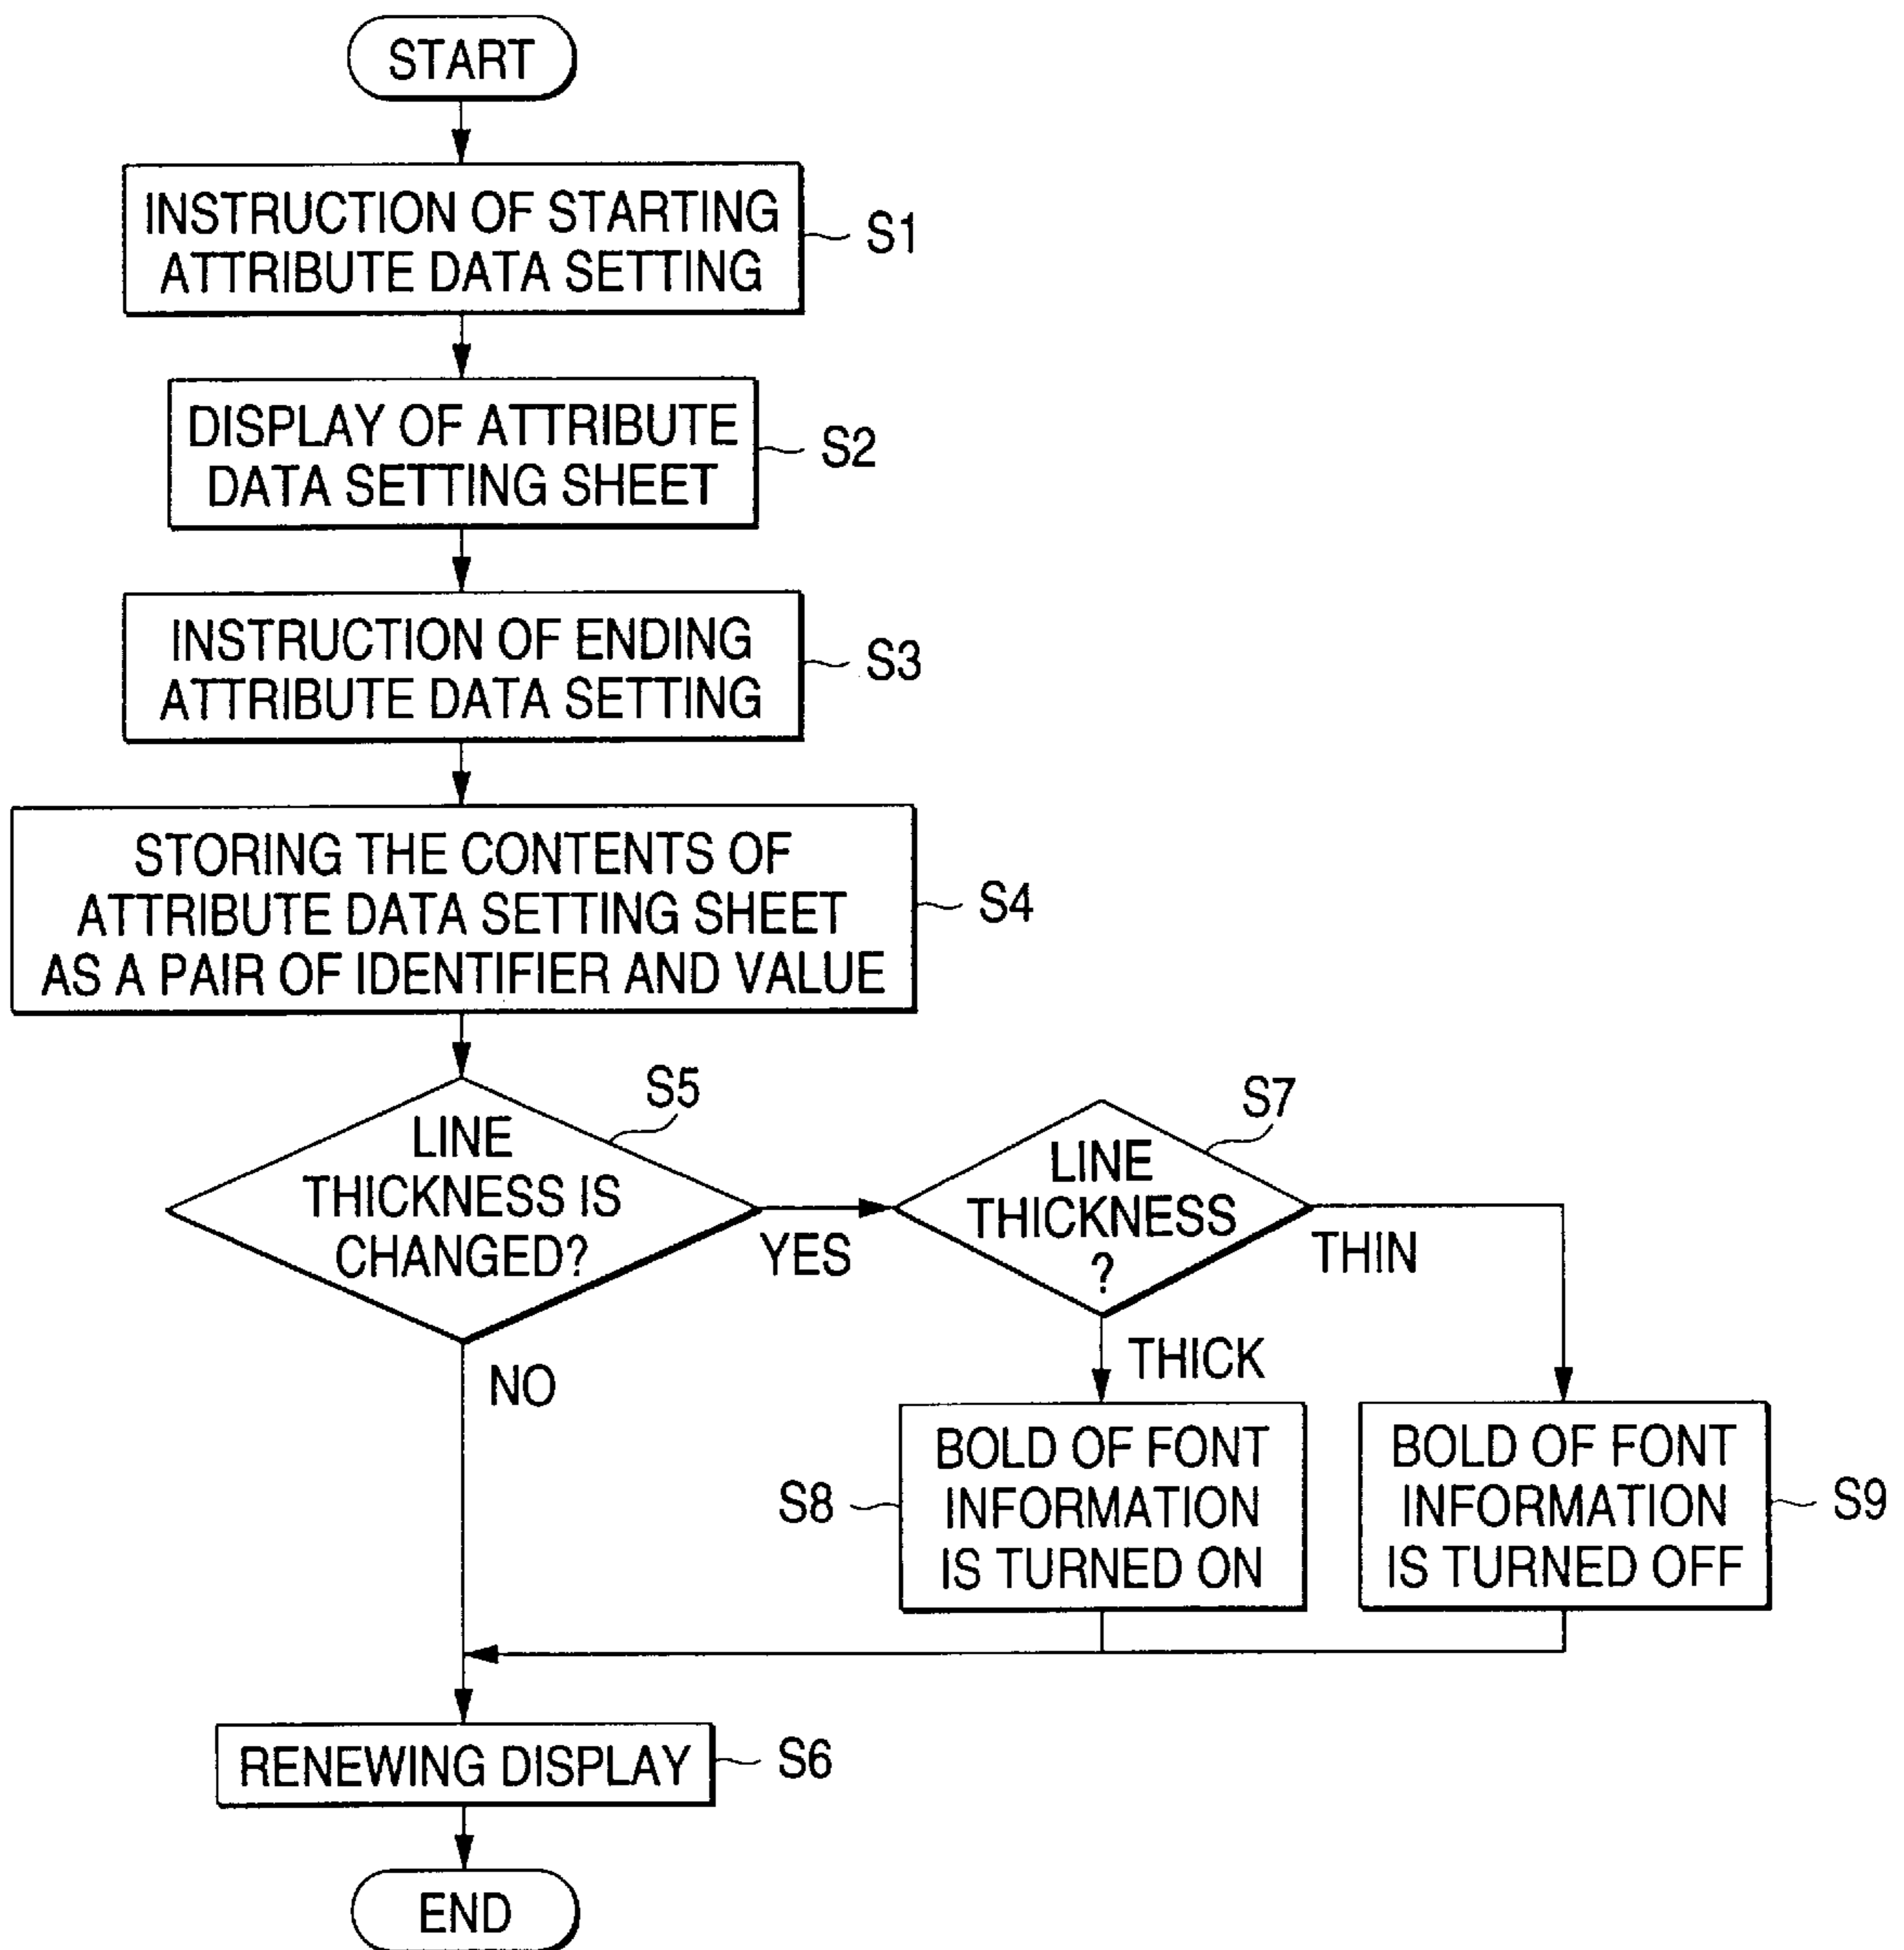 START
INSTRUCTION OF STARTING
ATTRIBUTE DATA SETTING
S1
DISPLAY OF ATTRIBUTE
DATA SETTING SHEET
S2
INSTRUCTION OF ENDING
ATTRIBUTE DATA SETTING
S3
STORING THE CONTENTS OF
ATTRIBUTE DATA SETTING SHEET
AS A PAIR OF IDENTIFIER AND VALUE
S4
LINE
THICKNESS IS
CHANGED?
S5
YES
NO
LINE
THICKNESS
?
S7
THIN
THICK
BOLD OF FONT
INFORMATION
IS TURNED ON
S8
BOLD OF FONT
INFORMATION
IS TURNED OFF
S9
RENEWING DISPLAY
S6
END